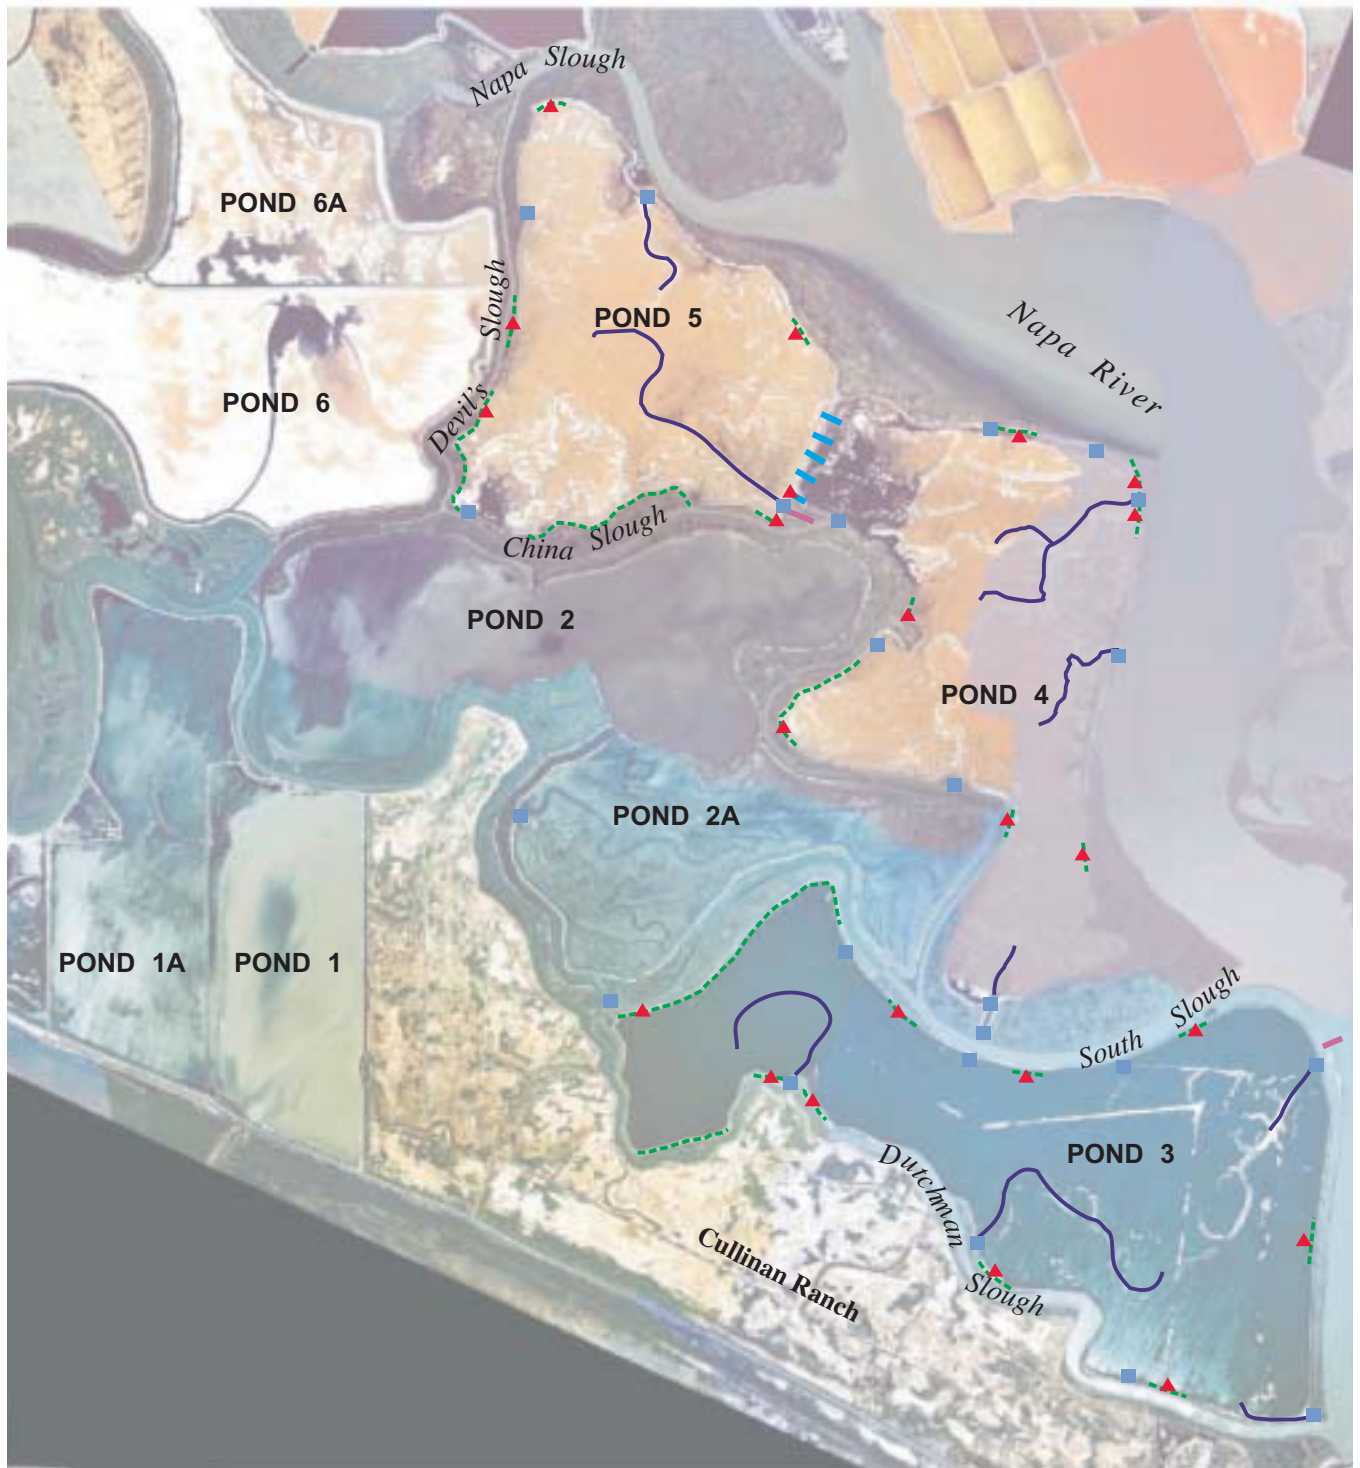 Napa Slough
POND 6A
POND 5
Devil's Slough
Napa River
POND 6
China Slough
POND 2
POND 4
POND 2A
POND 1A
POND 1
South Slough
POND 3
Dutchman Slough
Cullinan Ranch